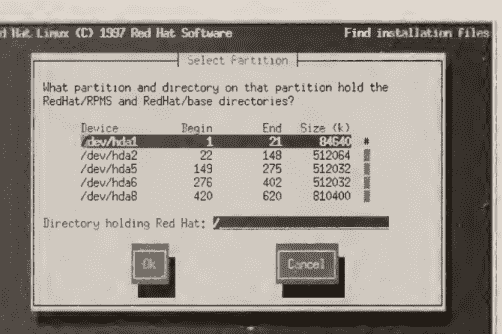 d Hat Linux (C) 1997 Red Hat Software Find installation files
Select Partition
What partition and directory on that partition hold the
RedHat/RPMS and RedHat/base directories?
Device Begin End Size (k)
/dev/hda1 1 21 84640 #
/dev/hda2 22 148 512064
/dev/hda5 149 275 512032
/dev/hda6 276 402 512032
/dev/hda8 420 620 810400
Directory holding Red Hat: /
Ok Cancel